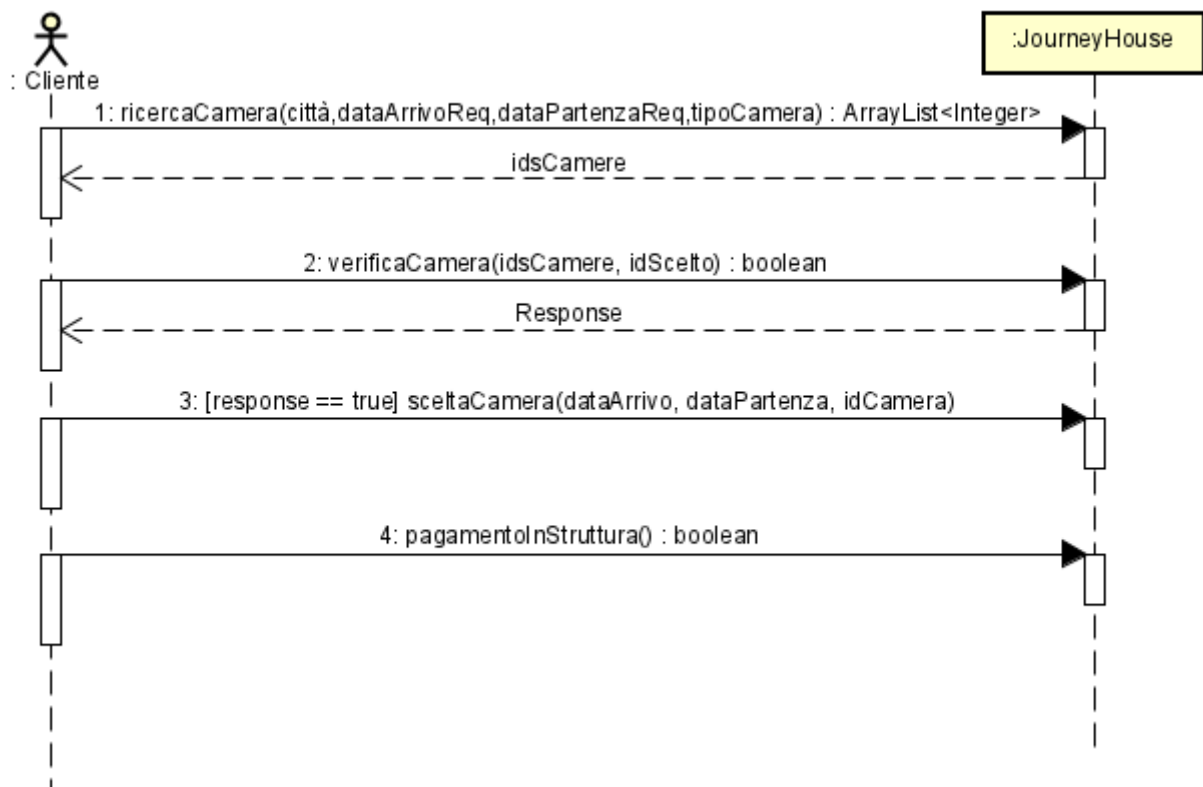 : Cliente
:JourneyHouse
1: ricercaCamera(città,dataArrivoReq,dataPartenzaReq,tipoCamera) : ArrayList<Integer>
idsCamere
2: verificaCamera(idsCamere, idScelto) : boolean
Response
3: [response == true] sceltaCamera(dataArrivo, dataPartenza, idCamera)
4: pagamentoInStruttura() : boolean